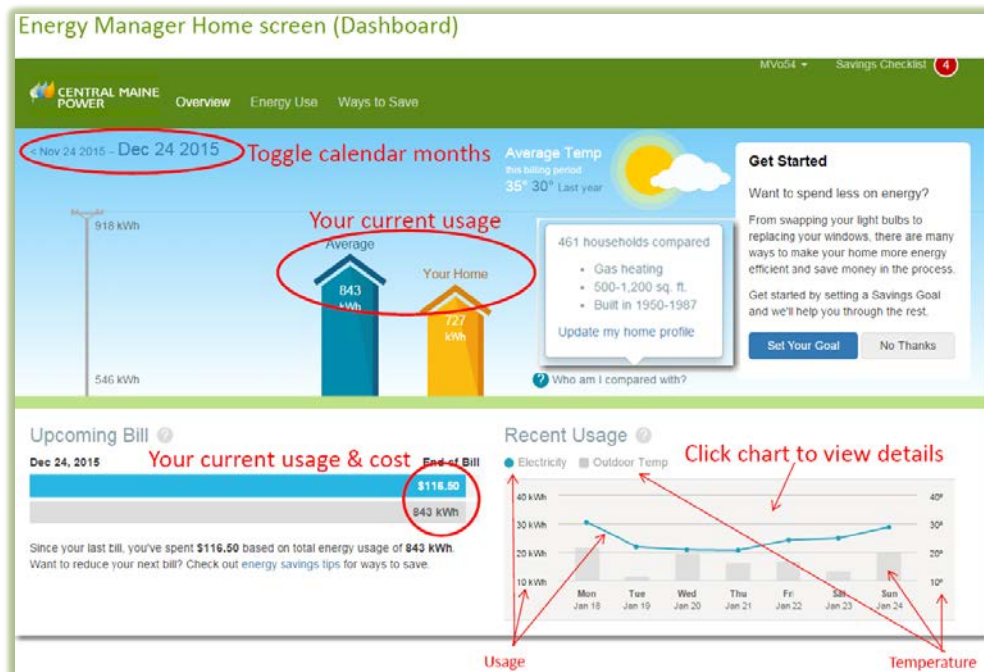 Energy Manager Home screen (Dashboard)
MVo54
Savings Checklist 4
CENTRAL MAINE
POWER
Overview Energy Use Ways to Save
< Nov 24 2015 – Dec 24 2015
Toggle calendar months
Average Temp
this billing period
35° 30° Last year
Get Started
Want to spend less on energy?
From swapping your light bulbs to
replacing your windows, there are many
ways to make your home more energy
efficient and save money in the process.
Get started by setting a Savings Goal
and we'll help you through the rest.
Set Your Goal No Thanks
918 kWh
Your current usage
Average
843
kWh
Your Home
727
kWh
461 households compared
• Gas heating
• 500-1,200 sq. ft.
• Built in 1950-1987
Update my home profile
546 kWh
? Who am I compared with?
Upcoming Bill ?
Dec 24, 2015
Your current usage & cost
End of Bill
$116.50
843 kWh
Since your last bill, you've spent $116.50 based on total energy usage of 843 kWh.
Want to reduce your next bill? Check out energy savings tips for ways to save.
Recent Usage ?
Electricity Outdoor Temp
Click chart to view details
40 kWh 40°
30 kWh 30°
20 kWh 20°
10 kWh 10°
Mon Tue Wed Thu Fri Sat Sun
Jan 18 Jan 19 Jan 20 Jan 21 Jan 22 Jan 23 Jan 24
Usage
Temperature